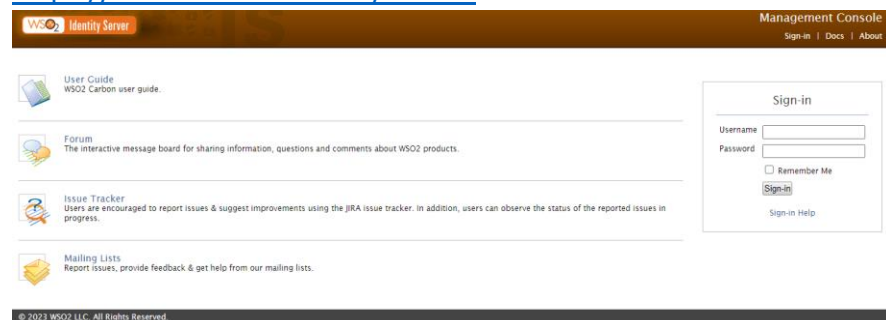 WSO2 Identity Server
Management Console
Sign-in | Docs | About
User Guide
WSO2 Carbon user guide.
Forum
The interactive message board for sharing information, questions and comments about WSO2 products.
Issue Tracker
Users are encouraged to report issues & suggest improvements using the JIRA issue tracker. In addition, users can observe the status of the reported issues in
progress.
Mailing Lists
Report issues, provide feedback & get help from our mailing lists.
Sign-in
Username
Password
Remember Me
Sign-in
Sign-in Help
© 2023 WSO2 LLC. All Rights Reserved.